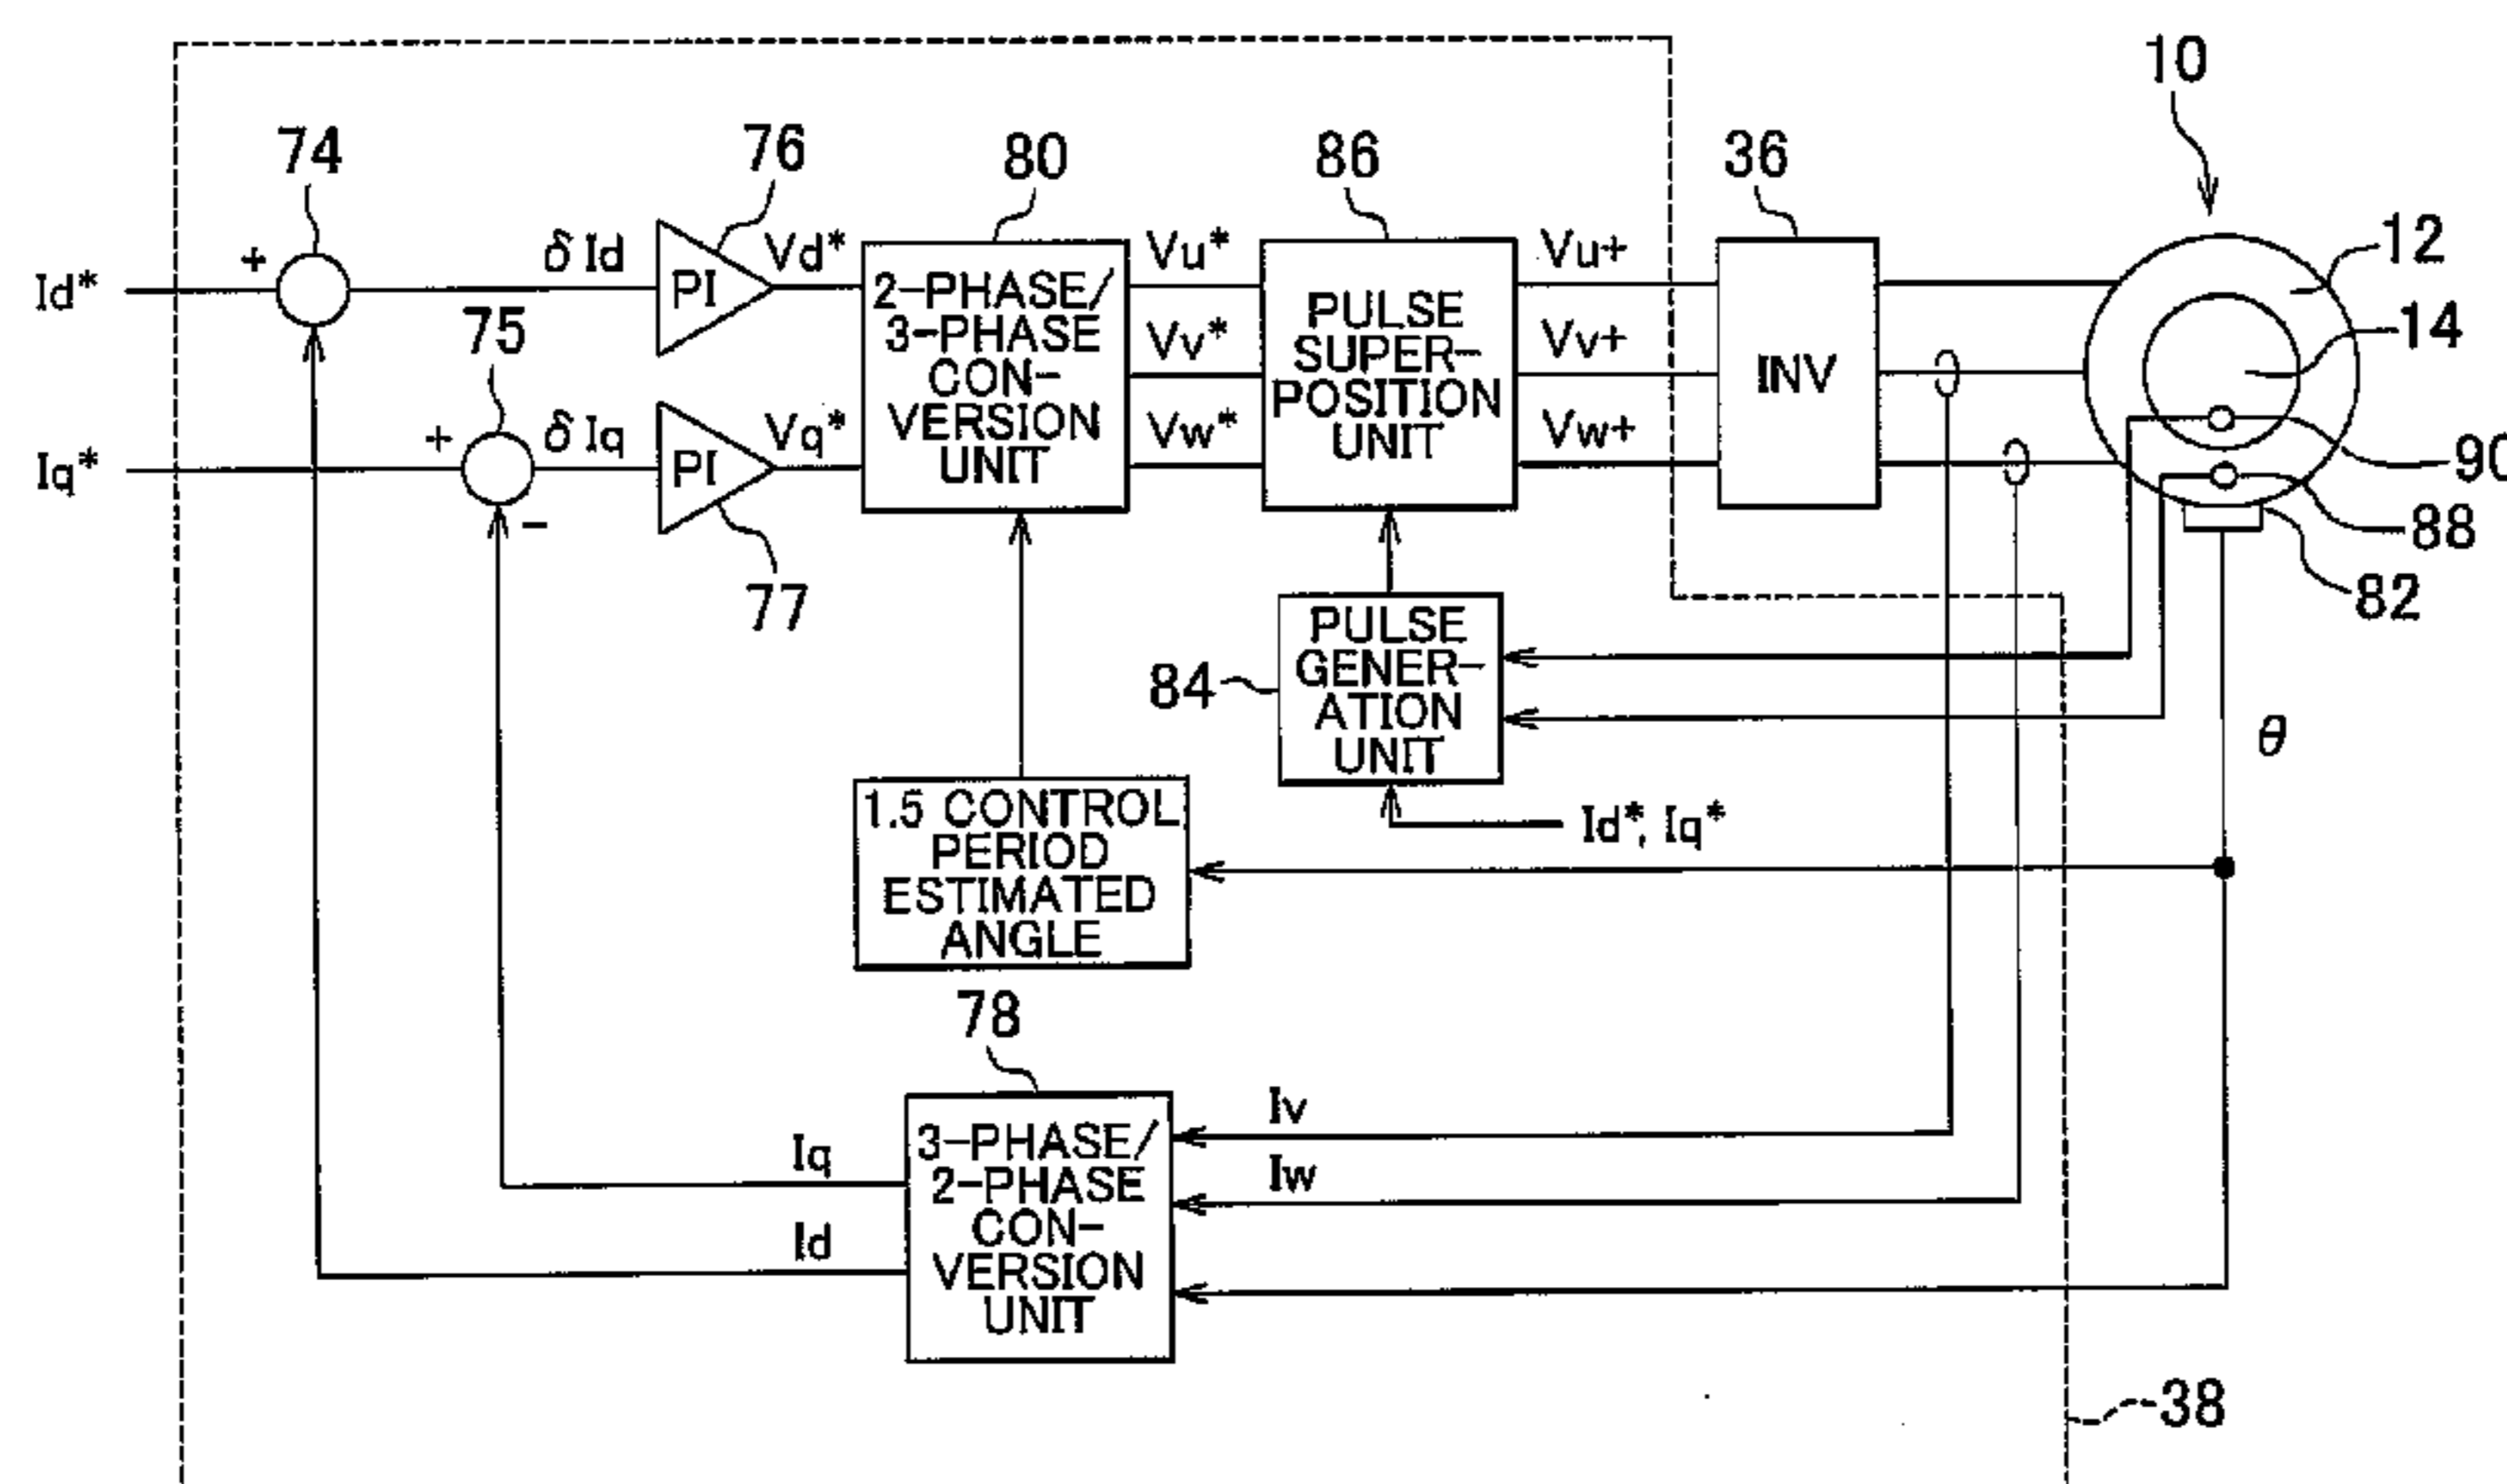 10
74
76
80
86
36
12
+
δId
Vd*
Vu*
Vu+
Id*
PI
2-PHASE/
3-PHASE
CON-
VERSION
UNIT
PULSE
SUPER-
POSITION
UNIT
INV
14
75
Vv*
Vv+
+
δIq
Vq*
Vw*
Vw+
Iq*
PI
-
90
88
82
77
84
PULSE
GENER-
ATION
UNIT
θ
Id*, Iq*
1.5 CONTROL
PERIOD
ESTIMATED
ANGLE
78
Iv
Iw
Iq
Id
3-PHASE/
2-PHASE
CON-
VERSION
UNIT
38